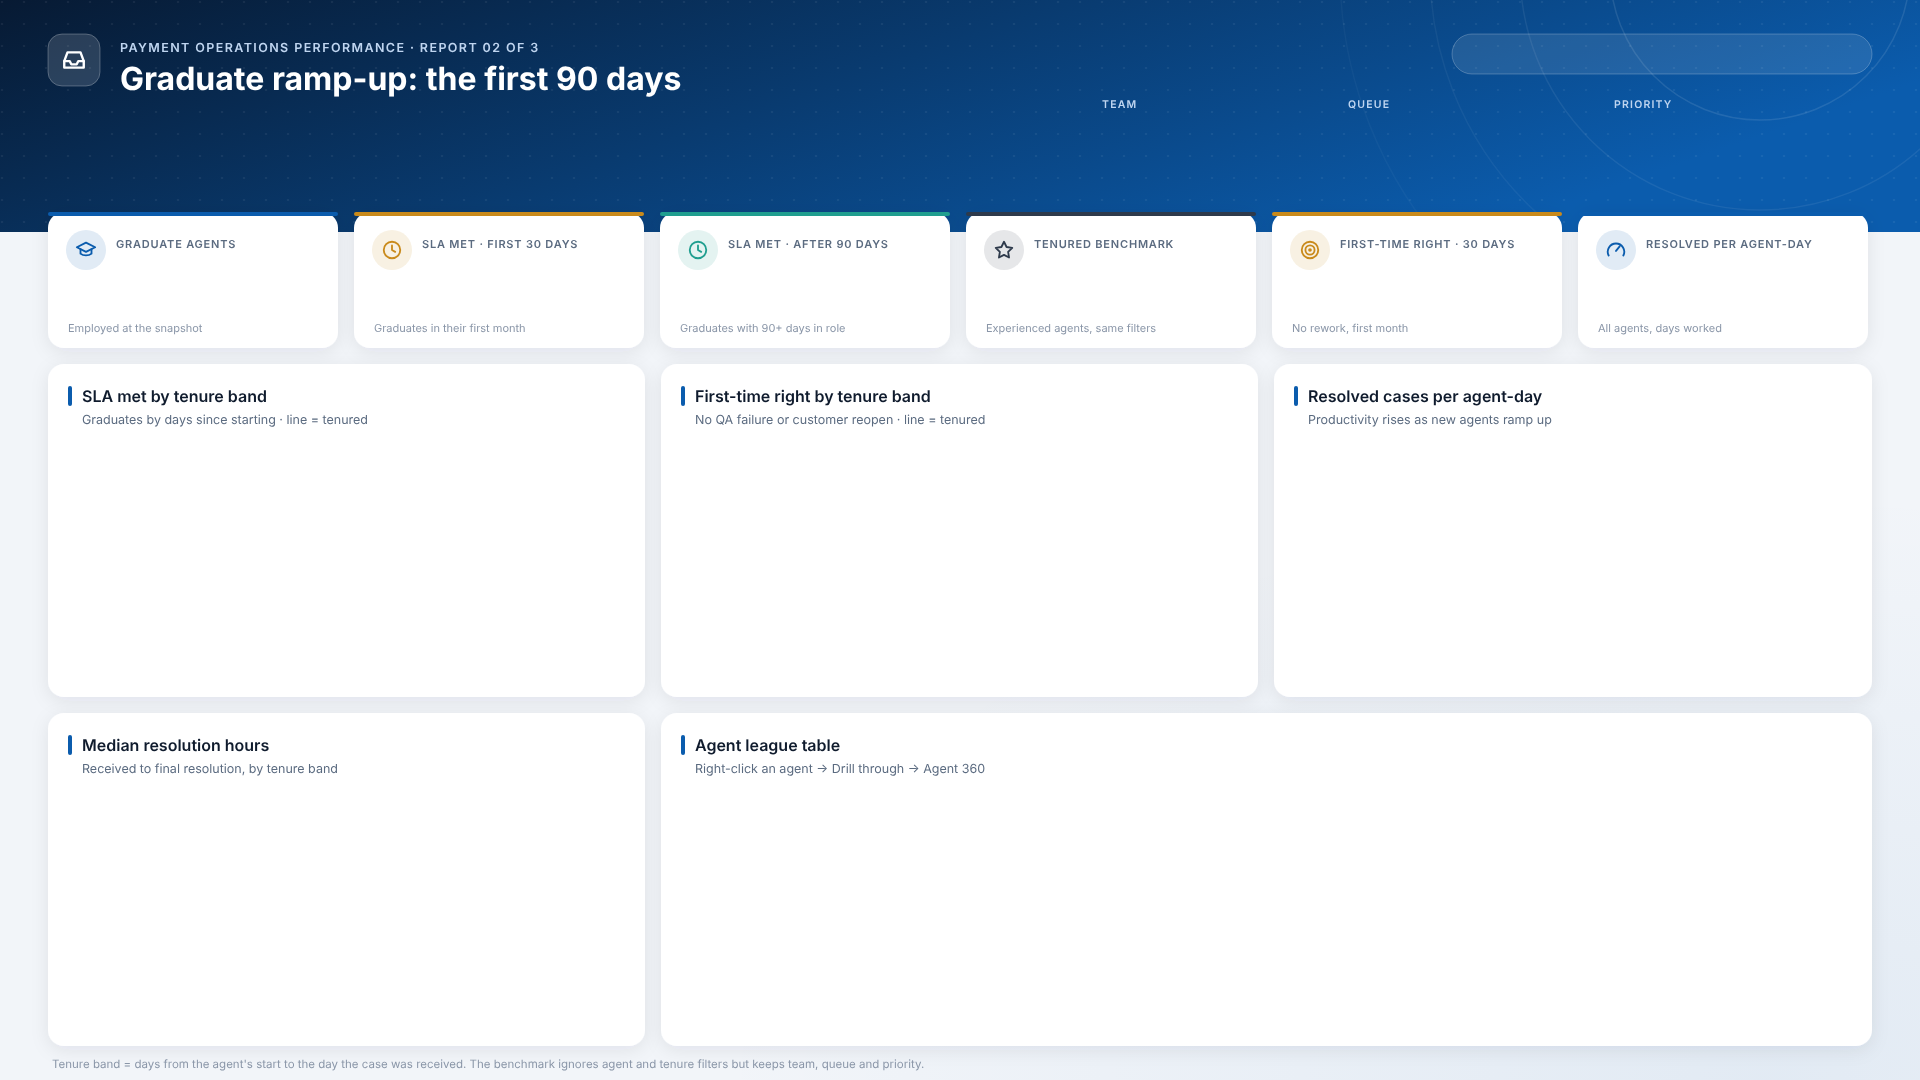 PAYMENT OPERATIONS PERFORMANCE · REPORT 02 OF 3
Graduate ramp-up: the first 90 days
TEAM
QUEUE
PRIORITY
GRADUATE AGENTS
Employed at the snapshot
SLA MET · FIRST 30 DAYS
Graduates in their first month
SLA MET · AFTER 90 DAYS
Graduates with 90+ days in role
TENURED BENCHMARK
Experienced agents, same filters
FIRST-TIME RIGHT · 30 DAYS
No rework, first month
RESOLVED PER AGENT-DAY
All agents, days worked
SLA met by tenure band
Graduates by days since starting · line = tenured
First-time right by tenure band
No QA failure or customer reopen · line = tenured
Resolved cases per agent-day
Productivity rises as new agents ramp up
Median resolution hours
Received to final resolution, by tenure band
Agent league table
Right-click an agent → Drill through → Agent 360
Tenure band = days from the agent's start to the day the case was received. The benchmark ignores agent and tenure filters but keeps team, queue and priority.